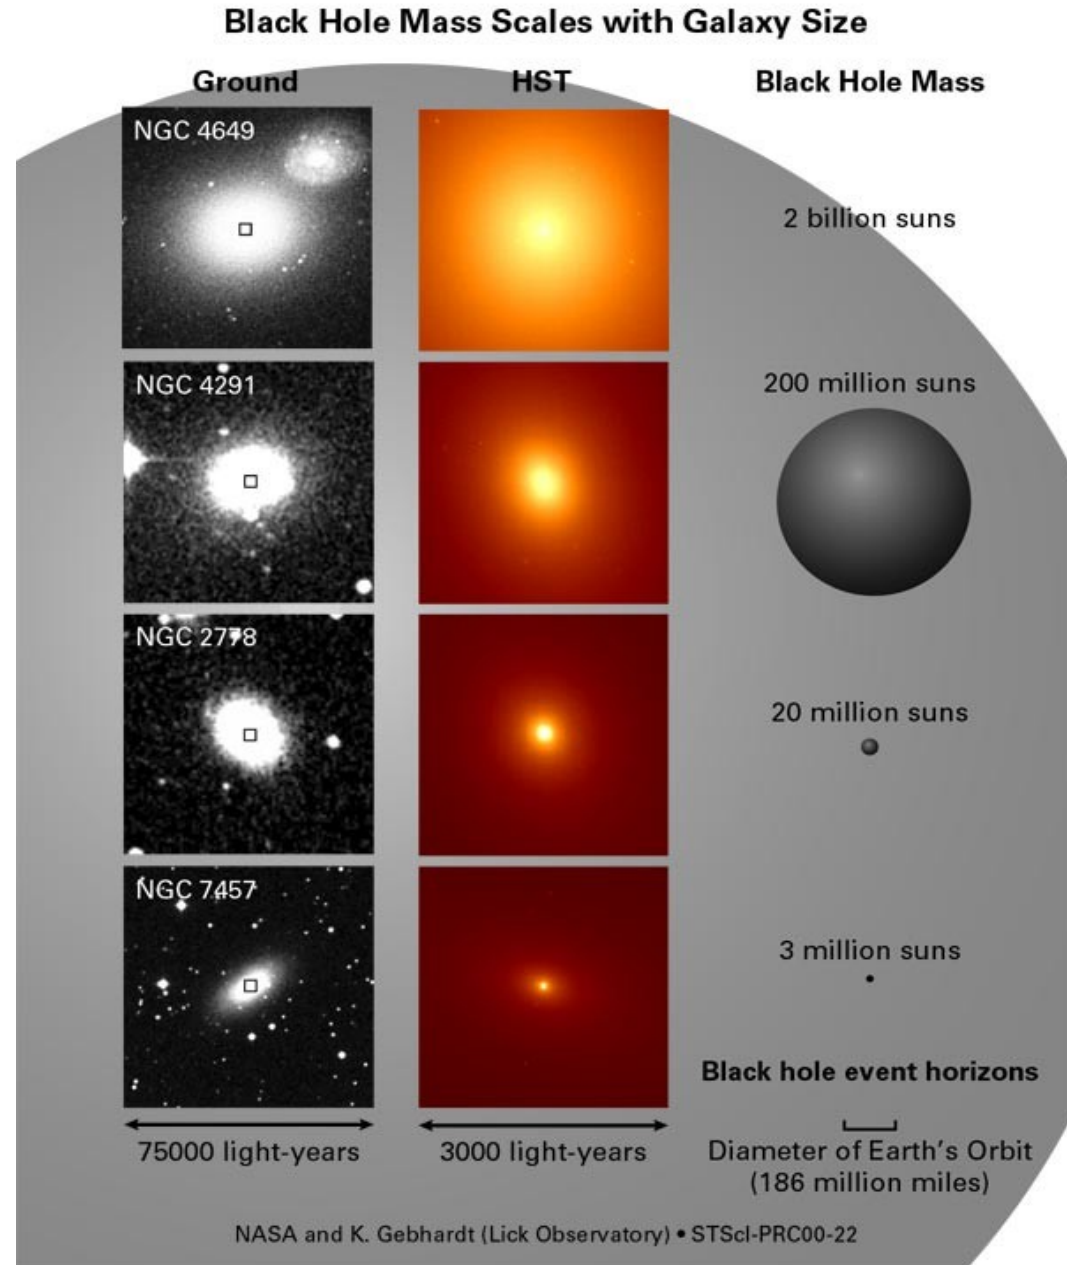 Black Hole Mass Scales with Galaxy Size
Ground
HST
Black Hole Mass
NGC 4649
2 billion suns
NGC 4291
200 million suns
NGC 2778
20 million suns
NGC 7457
3 million suns
Black hole event horizons
75000 light-years
3000 light-years
Diameter of Earth's Orbit
(186 million miles)
NASA and K. Gebhardt (Lick Observatory) • STScI-PRC00-22